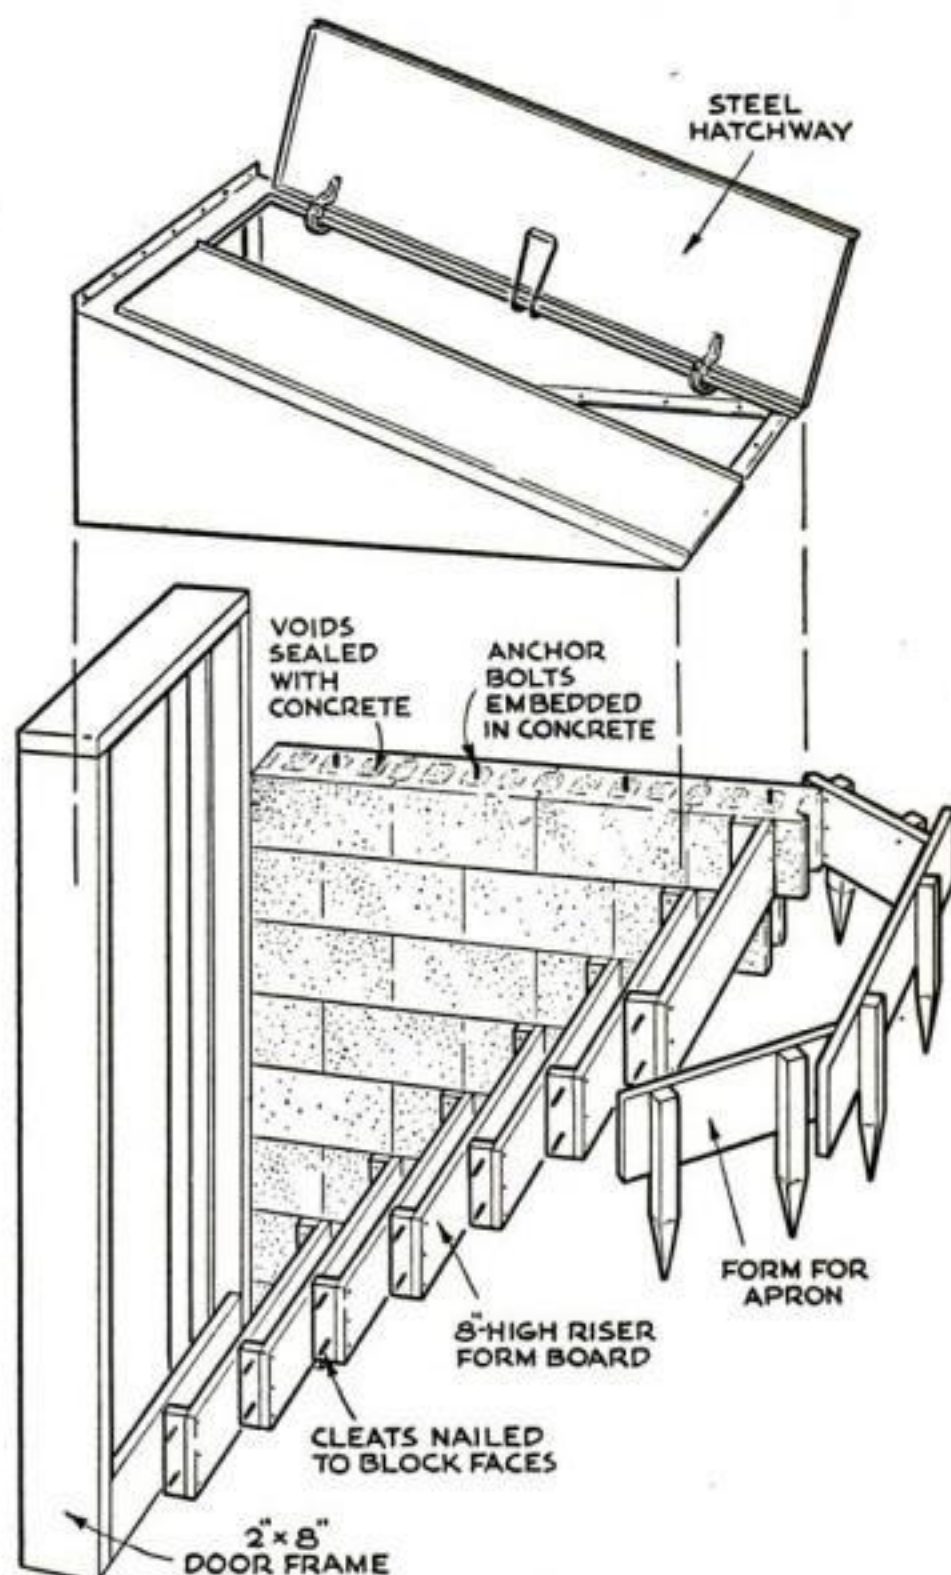 STEEL
HATCHWAY
VOIDS
SEALED
WITH
CONCRETE
ANCHOR
BOLTS
EMBEDDED
IN CONCRETE
FORM FOR
APRON
8"-HIGH RISER
FORM BOARD
CLEATS NAILED
TO BLOCK FACES
2" × 8"
DOOR FRAME